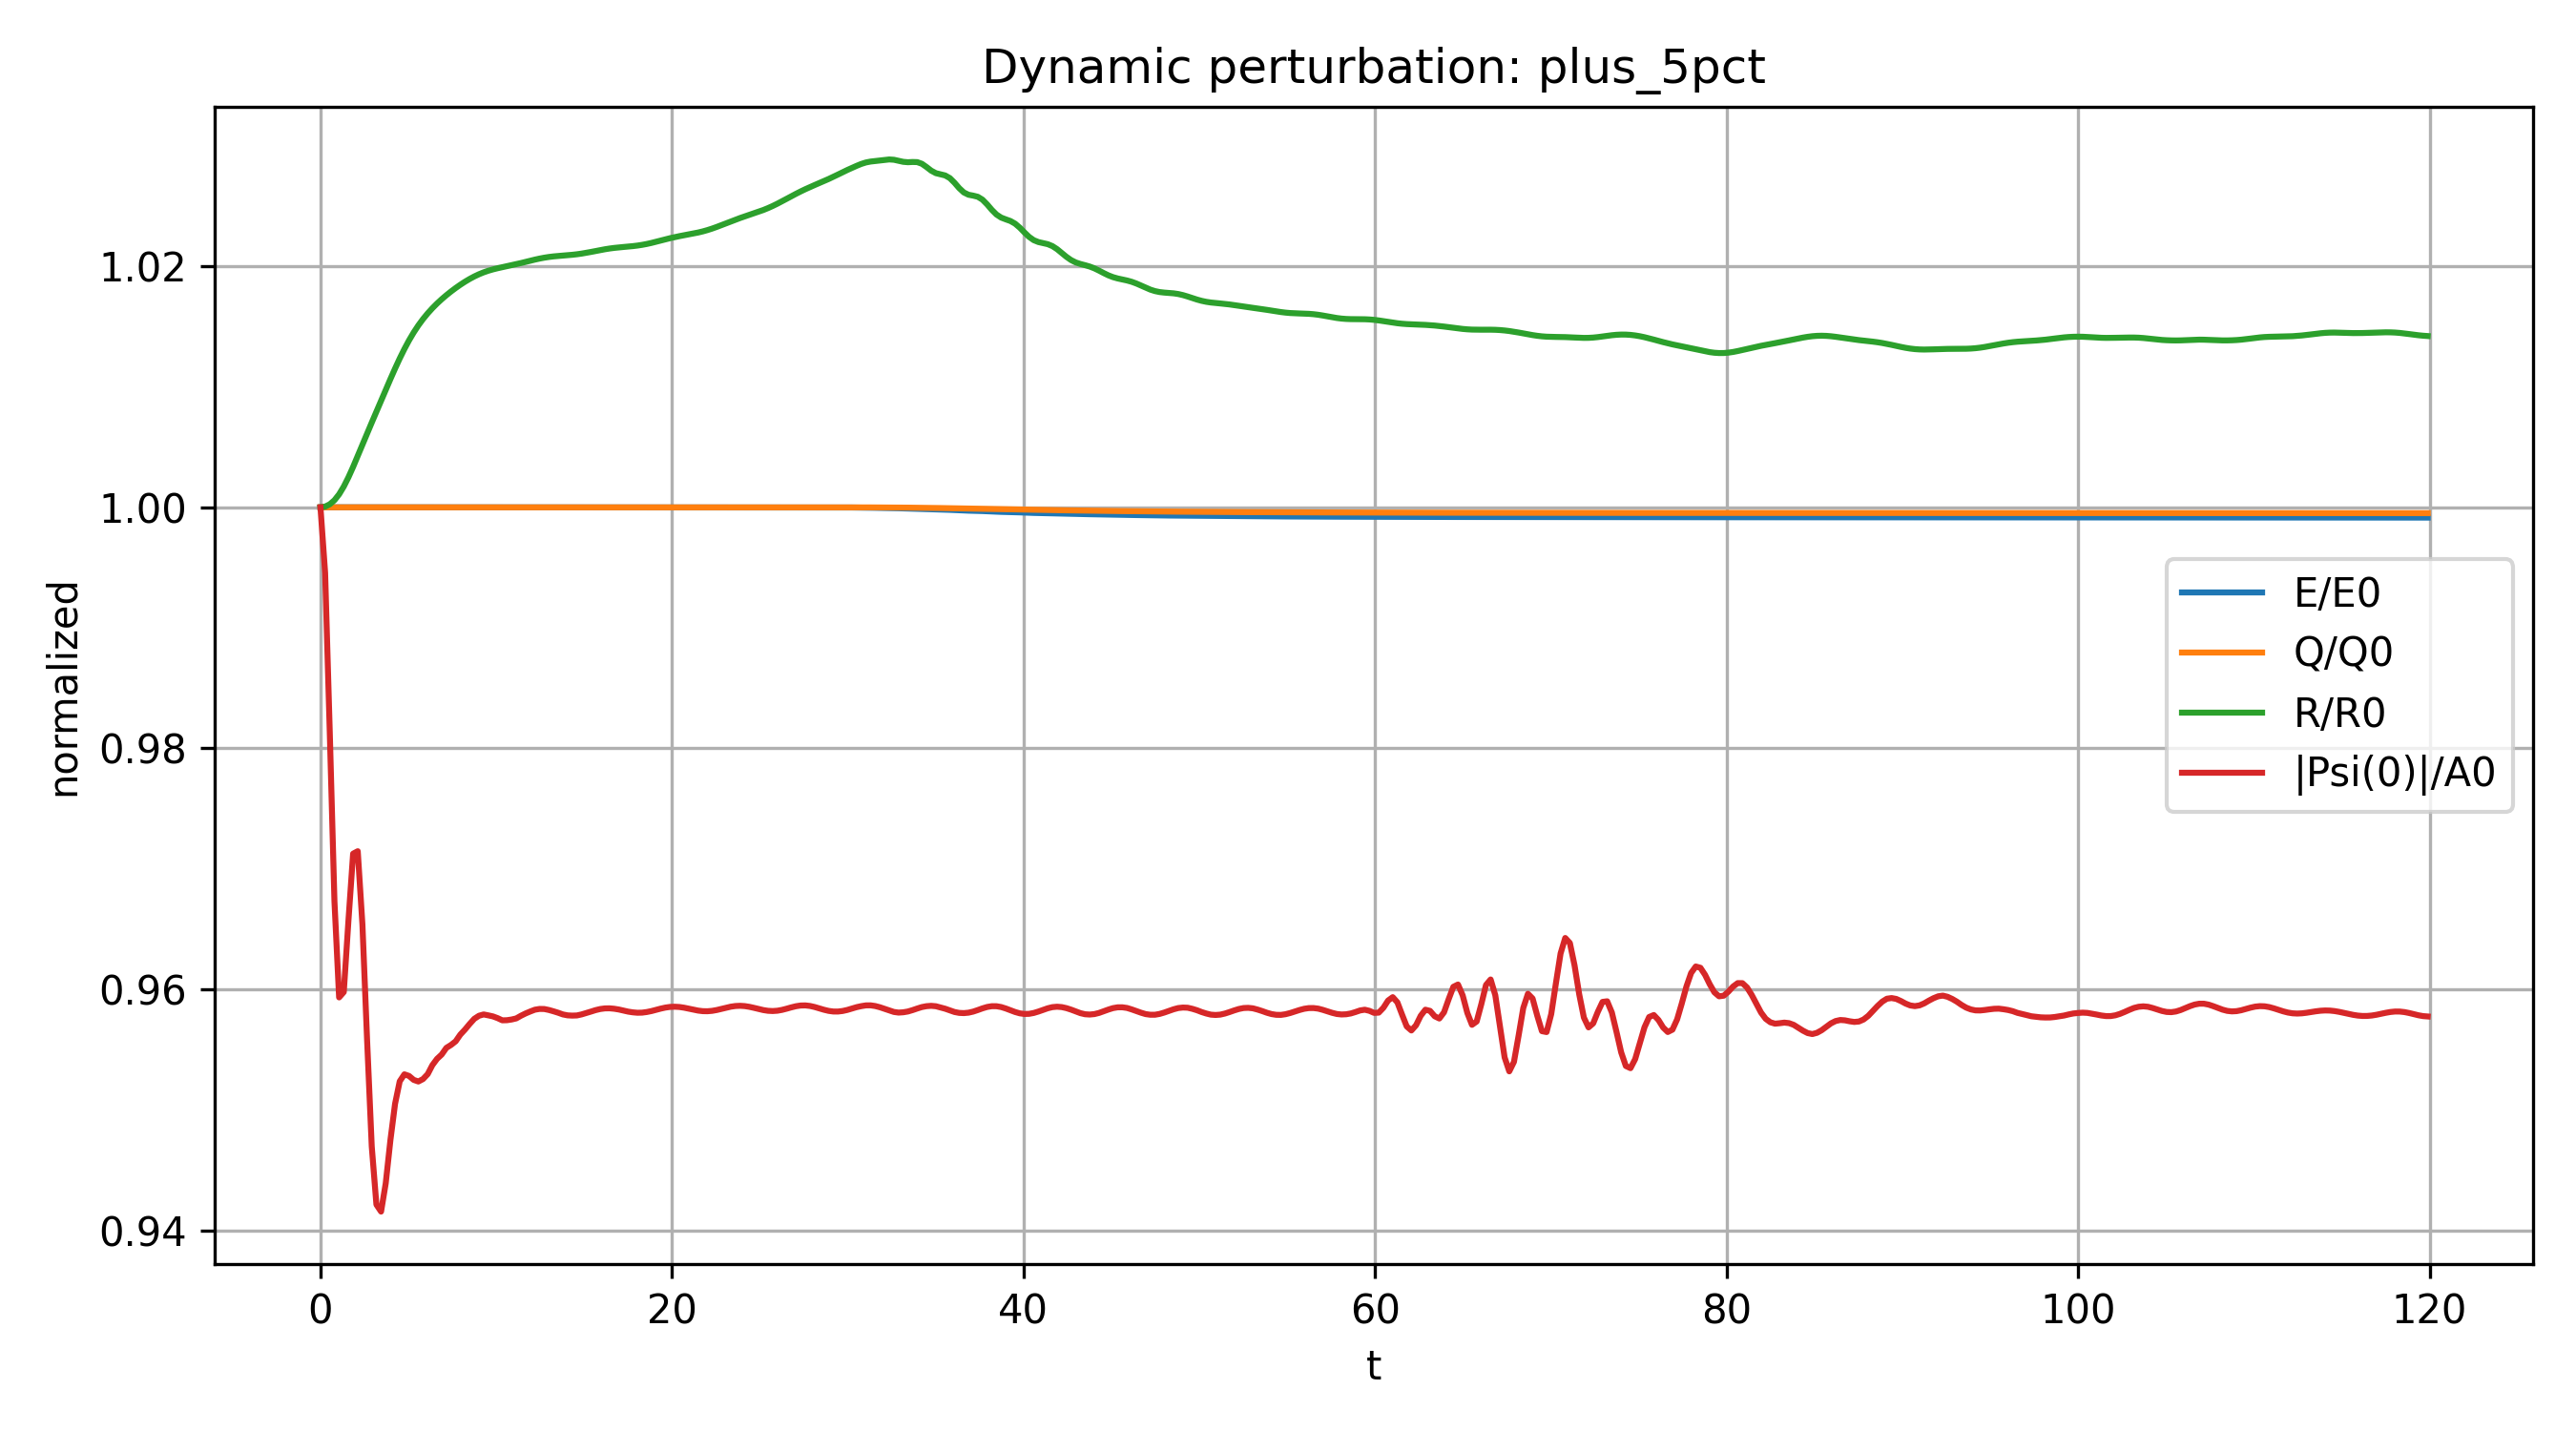 Dynamic perturbation: plus_5pct
normalized
1.02
1.00
0.98
0.96
0.94
E/E0
Q/Q0
R/R0
|Psi(0)|/A0
0 20 40 60 80 100 120
t